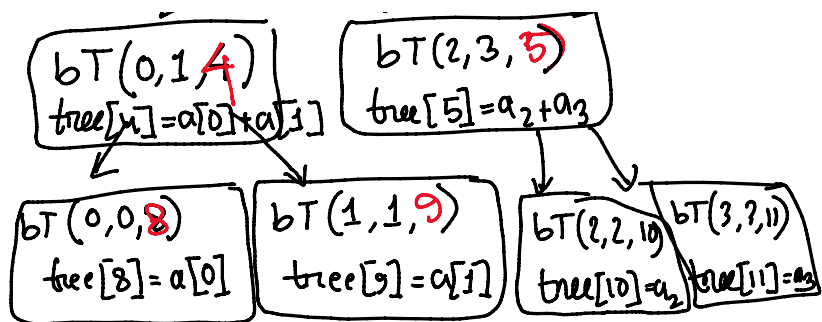 bT(0,1,4)
tree[4]=a[0]+a[1]
bT(2,3,5)
tree[5]=a2+a3
bT(0,0,8)
tree[8]=a[0]
bT(1,1,9)
tree[9]=a[1]
bT(2,2,10)
tree[10]=a2
bT(3,3,11)
tree[11]=a3